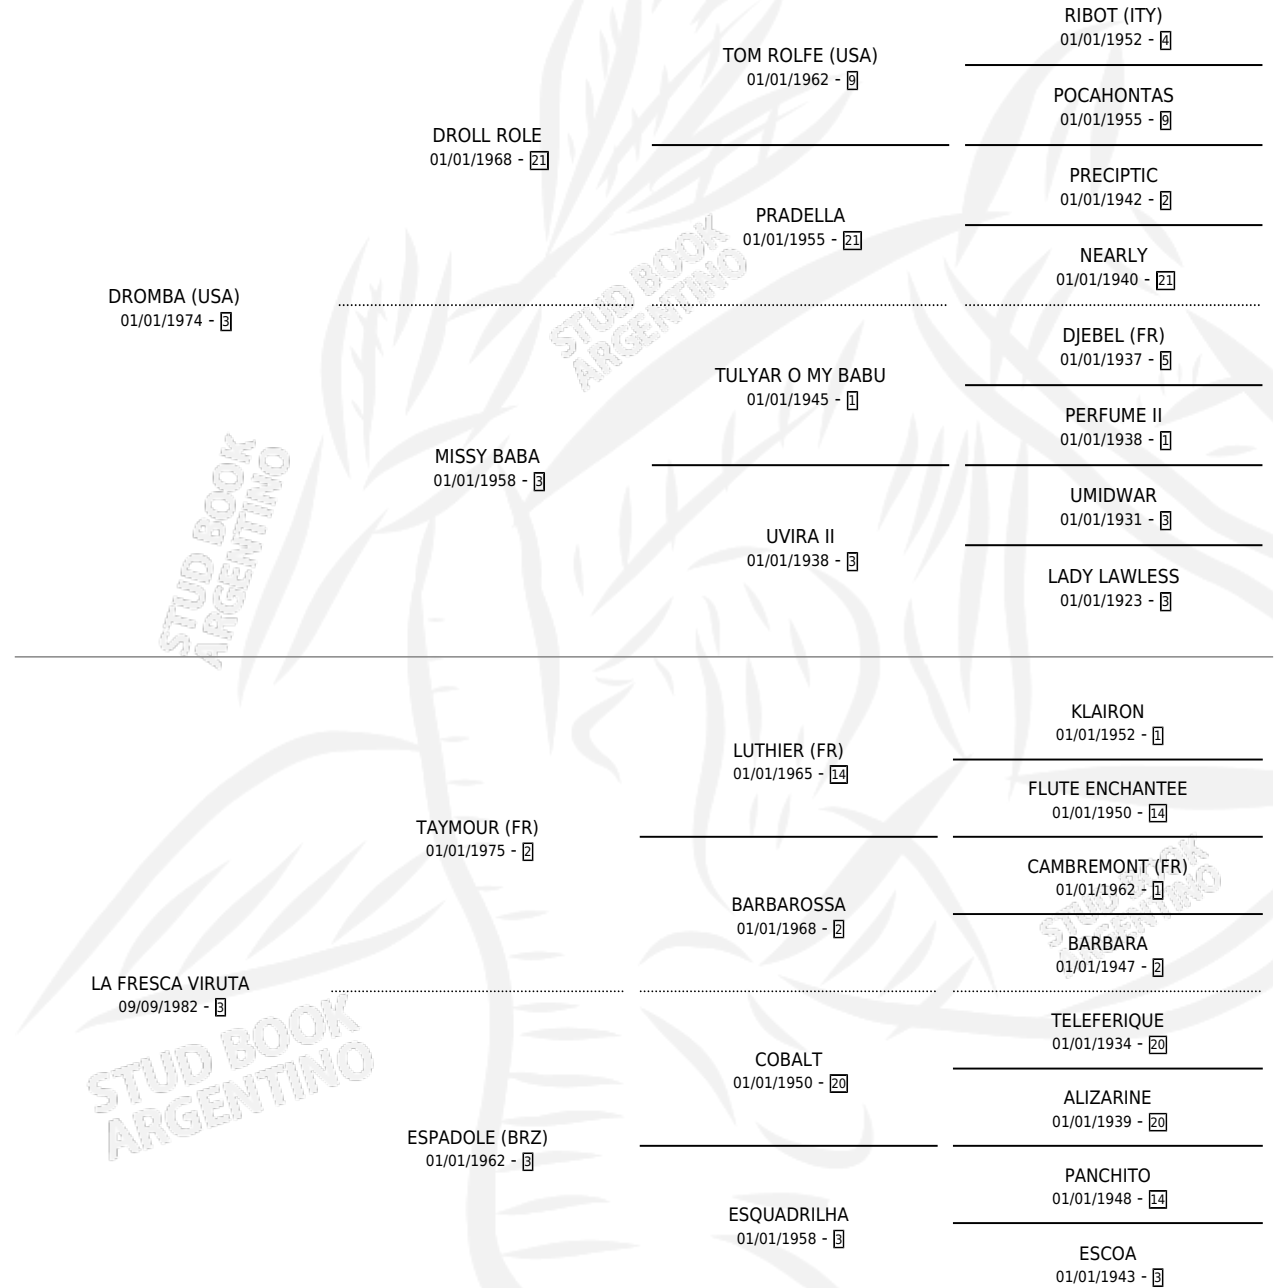 RIBOT (ITY)
01/01/1952 - 4
TOM ROLFE (USA)
01/01/1962 - 9
POCAHONTAS
01/01/1955 - 9
DROLL ROLE
01/01/1968 - 21
PRECIPTIC
01/01/1942 - 2
PRADELLA
01/01/1955 - 21
NEARLY
01/01/1940 - 21
DROMBA (USA)
01/01/1974 - 3
DJEBEL (FR)
01/01/1937 - 5
TULYAR O MY BABU
01/01/1945 - 1
PERFUME II
01/01/1938 - 1
MISSY BABA
01/01/1958 - 3
UMIDWAR
01/01/1931 - 3
UVIRA II
01/01/1938 - 3
LADY LAWLESS
01/01/1923 - 3
KLAIRON
01/01/1952 - 1
LUTHIER (FR)
01/01/1965 - 14
FLUTE ENCHANTEE
01/01/1950 - 14
TAYMOUR (FR)
01/01/1975 - 2
CAMBREMONT (FR)
01/01/1962 - 1
BARBAROSSA
01/01/1968 - 2
BARBARA
01/01/1947 - 2
LA FRESCA VIRUTA
09/09/1982 - 3
TELEFERIQUE
01/01/1934 - 20
COBALT
01/01/1950 - 20
ALIZARINE
01/01/1939 - 20
ESPADOLE (BRZ)
01/01/1962 - 3
PANCHITO
01/01/1948 - 14
ESQUADRILHA
01/01/1958 - 3
ESCOA
01/01/1943 - 3
STUD BOOK
ARGENTINO
STUD BOOK
ARGENTINO
STUD BOOK
ARGENTINO
STUD BOOK
ARGENTINO